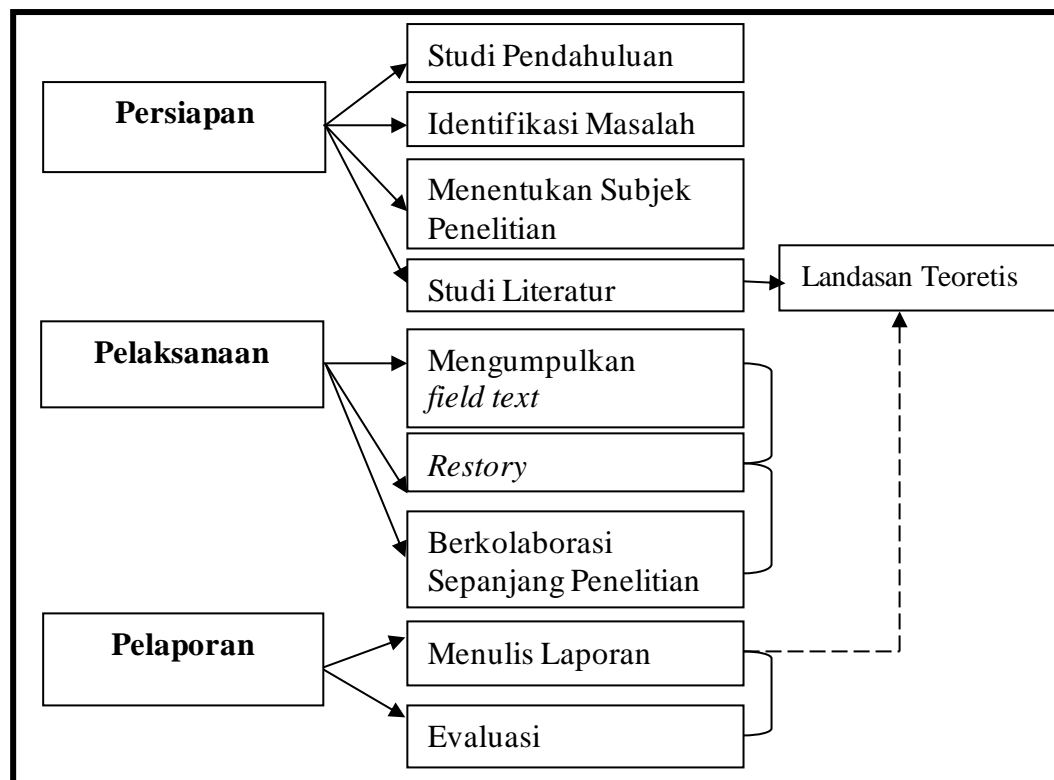 Persiapan
Studi Pendahuluan
Identifikasi Masalah
Menentukan Subjek
Penelitian
Studi Literatur
Landasan Teoretis
Pelaksanaan
Mengumpulkan
field text
Restory
Berkolaborasi
Sepanjang Penelitian
Pelaporan
Menulis Laporan
Evaluasi